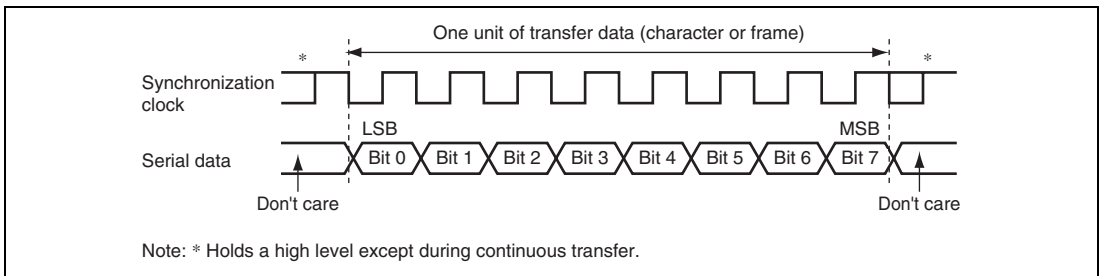 One unit of transfer data (character or frame)
* *
Synchronization
clock
LSB MSB
Serial data Bit 0 Bit 1 Bit 2 Bit 3 Bit 4 Bit 5 Bit 6 Bit 7
Don't care Don't care
Note: * Holds a high level except during continuous transfer.